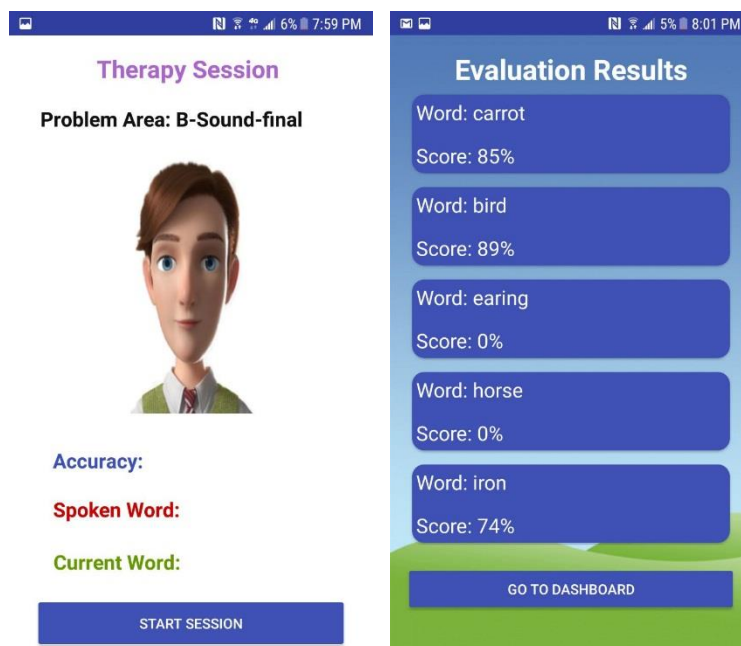 6% 7:59 PM
Therapy Session
Problem Area: B-Sound-final
Accuracy:
Spoken Word:
Current Word:
START SESSION
5% 8:01 PM
Evaluation Results
Word: carrot
Score: 85%
Word: bird
Score: 89%
Word: earing
Score: 0%
Word: horse
Score: 0%
Word: iron
Score: 74%
GO TO DASHBOARD